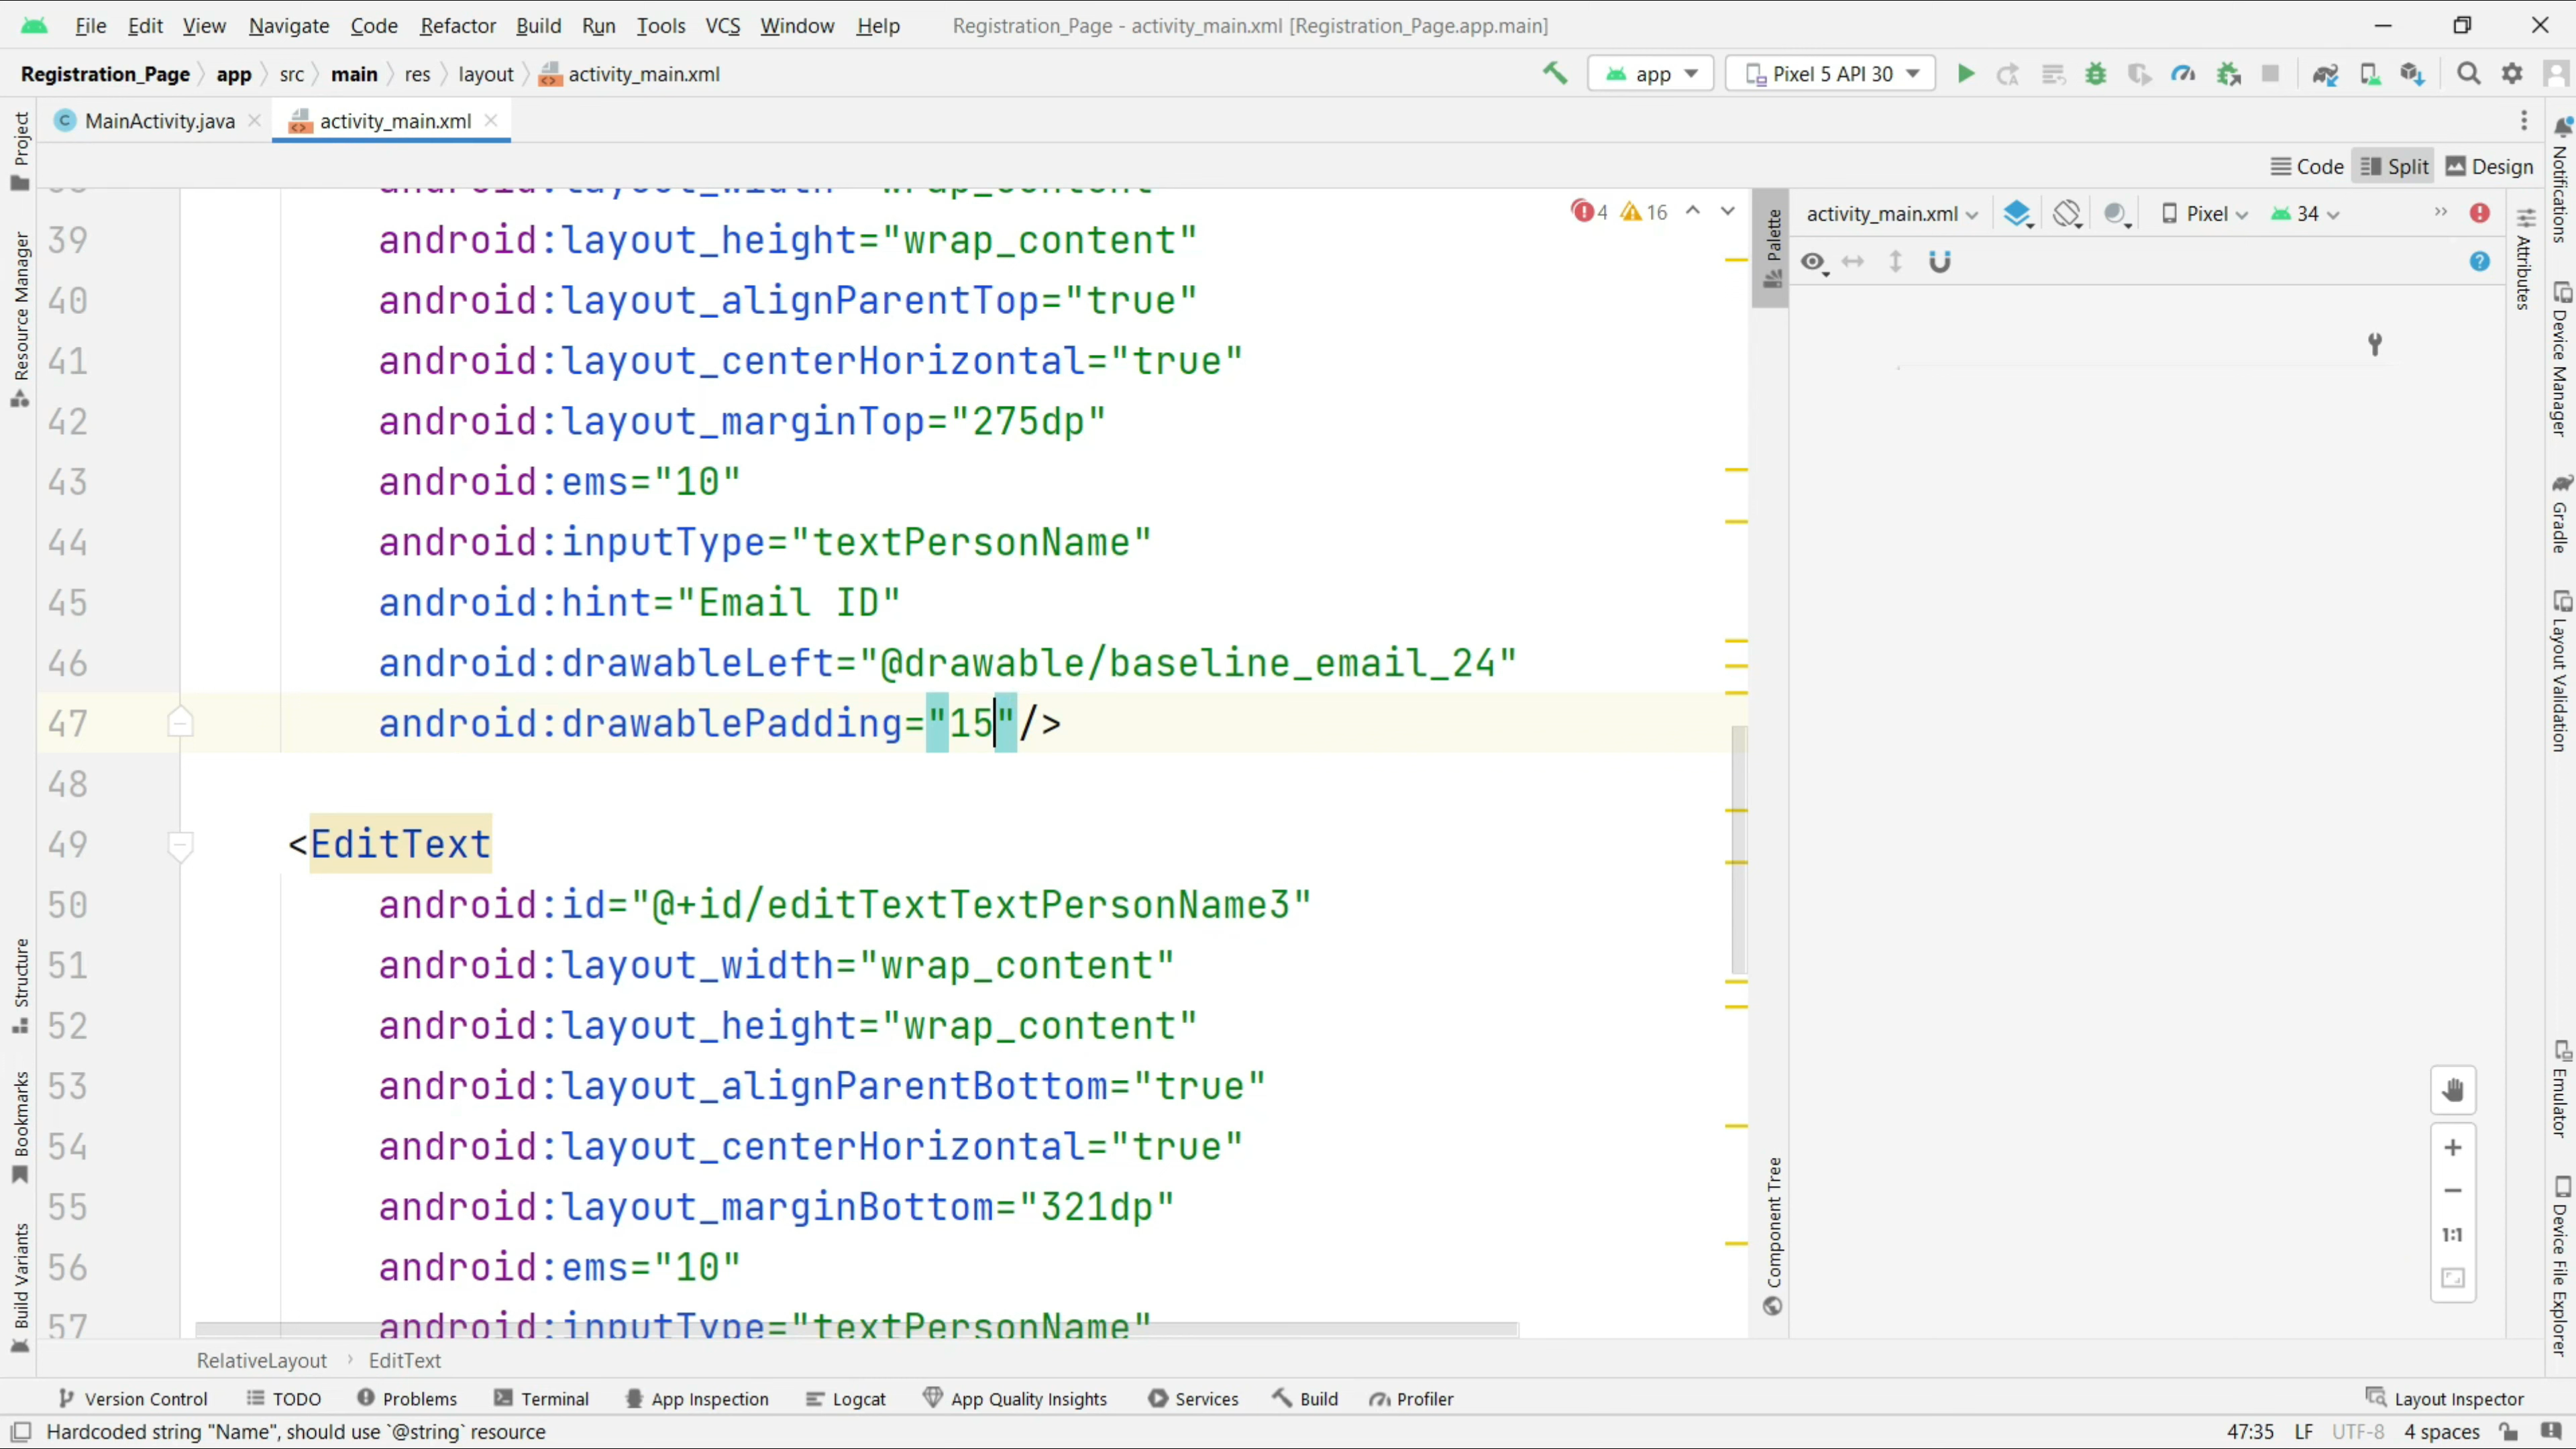 File Edit View Navigate Code Refactor Build Run Tools VCS Window Help Registration_Page - activity_main.xml [Registration_Page.app.main]
Registration_Page app src main res layout activity_main.xml app Pixel 5 API 30
MainActivity.java activity_main.xml
Code Split Design
Project
Resource Manager
Structure
Bookmarks
Build Variants
4 16
39 android:layout_height="wrap_content"
40 android:layout_alignParentTop="true"
41 android:layout_centerHorizontal="true"
42 android:layout_marginTop="275dp"
43 android:ems="10"
44 android:inputType="textPersonName"
45 android:hint="Email ID"
46 android:drawableLeft="@drawable/baseline_email_24"
47 android:drawablePadding="15"/>
48
49 <EditText
50 android:id="@+id/editTextTextPersonName3"
51 android:layout_width="wrap_content"
52 android:layout_height="wrap_content"
53 android:layout_alignParentBottom="true"
54 android:layout_centerHorizontal="true"
55 android:layout_marginBottom="321dp"
56 android:ems="10"
57 android:inputType="textPersonName"
RelativeLayout EditText
Palette
Component Tree
activity_main.xml Pixel 34
1:1
Attributes
Notifications
Device Manager
Gradle
Layout Validation
Emulator
Device File Explorer
Version Control TODO Problems Terminal App Inspection Logcat App Quality Insights Services Build Profiler Layout Inspector
Hardcoded string "Name", should use `@string` resource 47:35 LF UTF-8 4 spaces